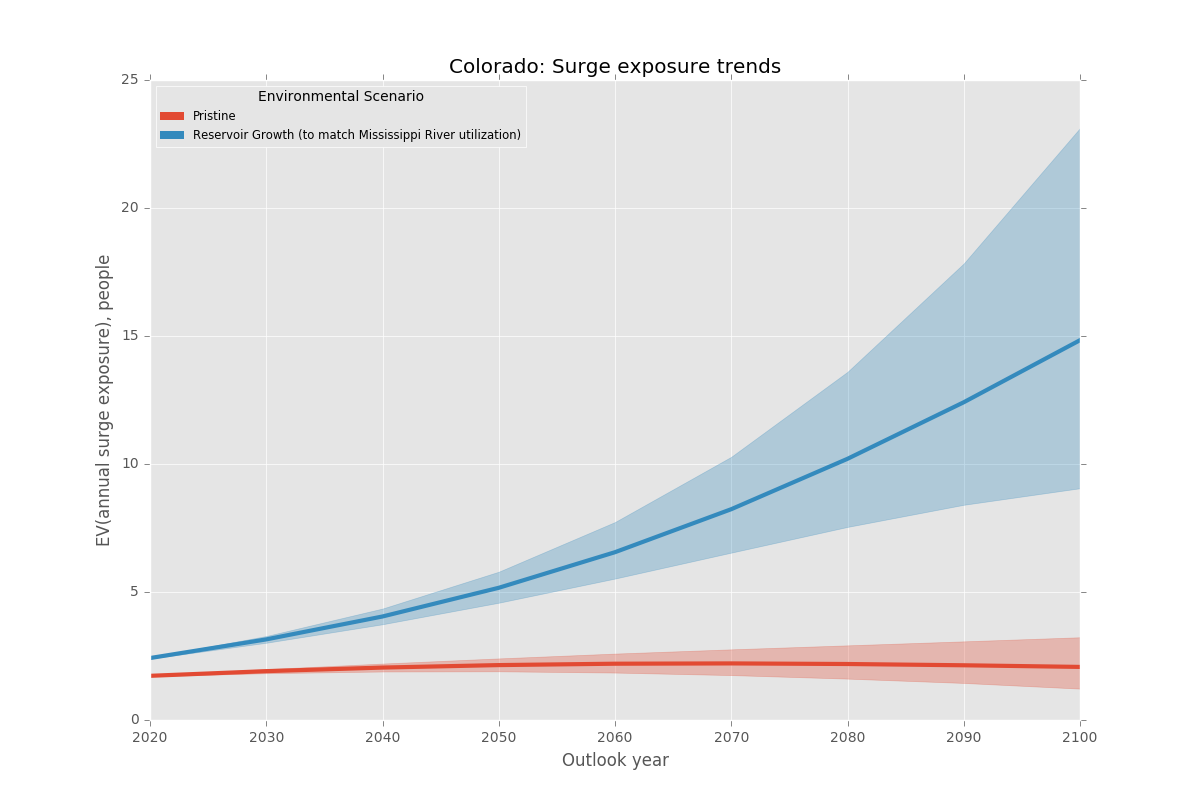 Colorado: Surge exposure trends
Environmental Scenario
Pristine
Reservoir Growth (to match Mississippi River utilization)
25
20
15
10
5
0
EV(annual surge exposure), people
2020 2030 2040 2050 2060 2070 2080 2090 2100
Outlook year